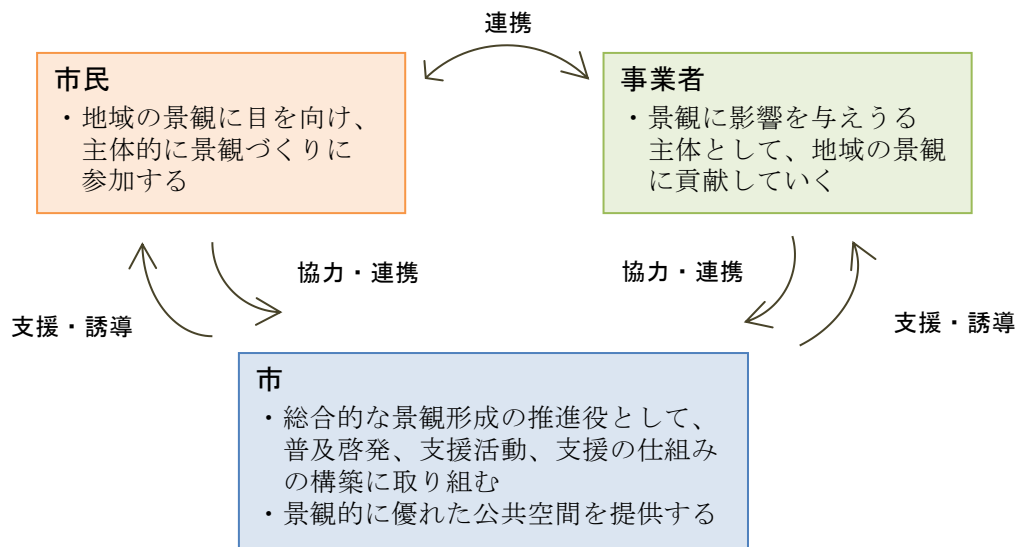 連携
市民
・地域の景観に目を向け、
主体的に景観づくりに
参加する
事業者
・景観に影響を与えうる
主体として、地域の景観
に貢献していく
協力・連携
協力・連携
支援・誘導
支援・誘導
市
・総合的な景観形成の推進役として、
普及啓発、支援活動、支援の仕組み
の構築に取り組む
・景観的に優れた公共空間を提供する